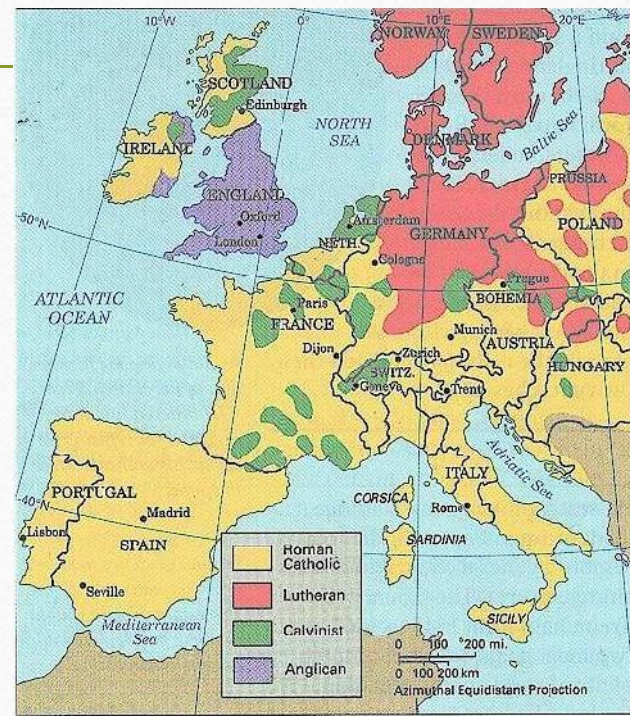 10°W
0°
10°E
20°E
NORWAY
SWEDEN
SCOTLAND
Edinburgh
NORTH
SEA
DENMARK
Baltic Sea
IRELAND
PRUSSIA
ENGLAND
Oxford
London
Amsterdam
NETH.
GERMANY
POLAND
50°N
Cologne
Prague
BOHEMIA
ATLANTIC
OCEAN
Paris
FRANCE
Munich
AUSTRIA
Dijon
Zurich
SWITZ.
HUNGARY
Geneva
Trent
Adriatic Sea
ITALY
PORTUGAL
40°N
Madrid
CORSICA
Rome
Lisbon
SPAIN
SARDINIA
Seville
Mediterranean
Sea
SICILY
Roman
Catholic
Lutheran
Calvinist
Anglican
0 100 200 mi.
0 100 200 km
Azimuthal Equidistant Projection